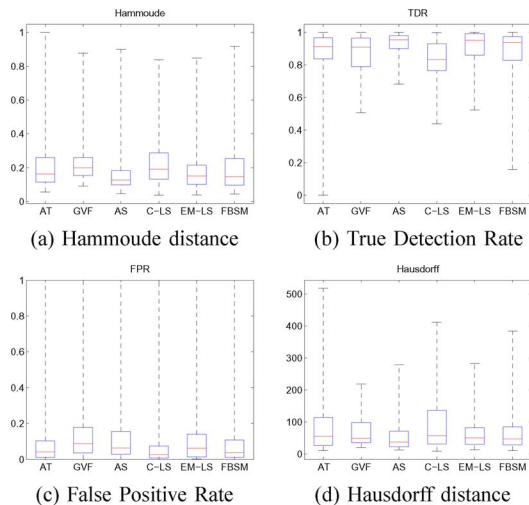 Hammoude
1
0.8
0.6
0.4
0.2
0
AT GVF AS C-LS EM-LS FBSM
(a) Hammoude distance
TDR
1
0.8
0.6
0.4
0.2
0
AT GVF AS C-LS EM-LS FBSM
(b) True Detection Rate
FPR
1
0.8
0.6
0.4
0.2
0
AT GVF AS C-LS EM-LS FBSM
(c) False Positive Rate
Hausdorff
500
400
300
200
100
0
AT GVF AS C-LS EM-LS FBSM
(d) Hausdorff distance